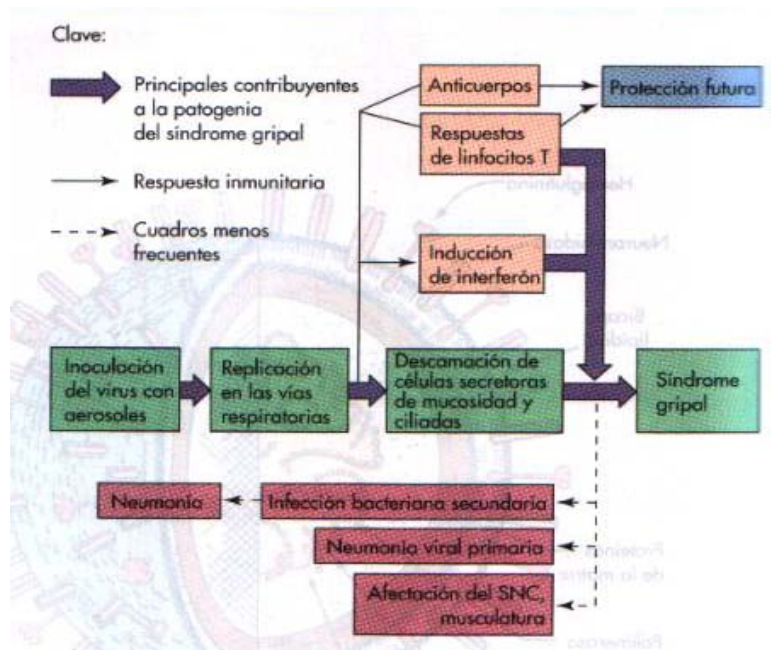 Clave:
Principales contribuyentes
a la patogenia
del síndrome gripal
Respuesta inmunitaria
Cuadros menos
frecuentes
Anticuerpos
Protección futura
Respuestas
de linfocitos T
Inducción
de interferón
Inoculación
del virus con
aerosoles
Replicación
en las vías
respiratorias
Descamación de
células secretoras
de mucosidad y
ciliadas
Síndrome
gripal
Neumonía
Infección bacteriana secundaria
Neumonía viral primaria
Afectación del SNC,
musculatura